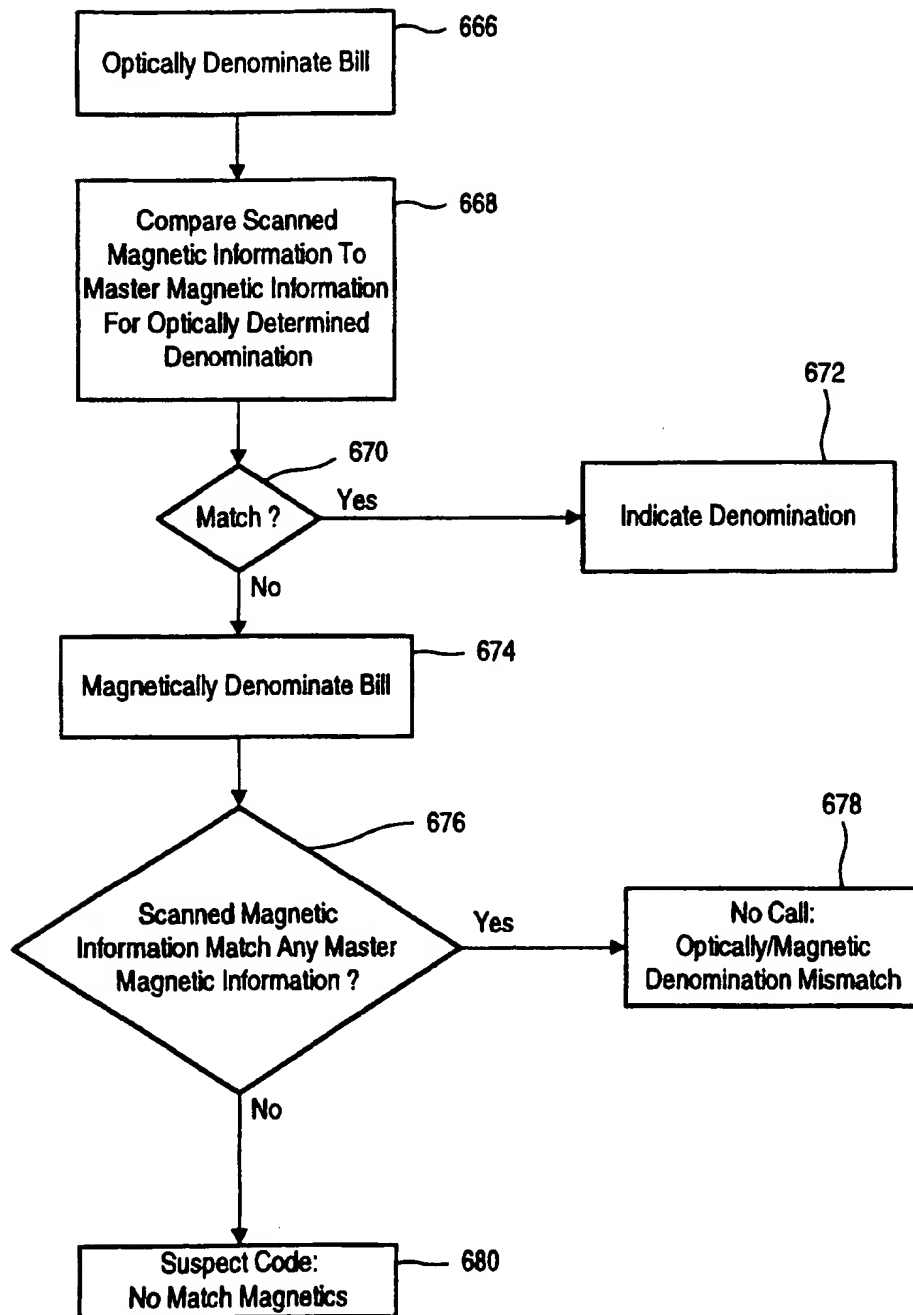 666
Optically Denominate Bill
668
Compare Scanned
Magnetic Information To
Master Magnetic Information
For Optically Determined
Denomination
672
670
Match ?
Yes
Indicate Denomination
No
674
Magnetically Denominate Bill
676
678
Scanned Magnetic
Information Match Any Master
Magnetic Information ?
Yes
No Call:
Optically/Magnetic
Denomination Mismatch
No
Suspect Code:
No Match Magnetics
680